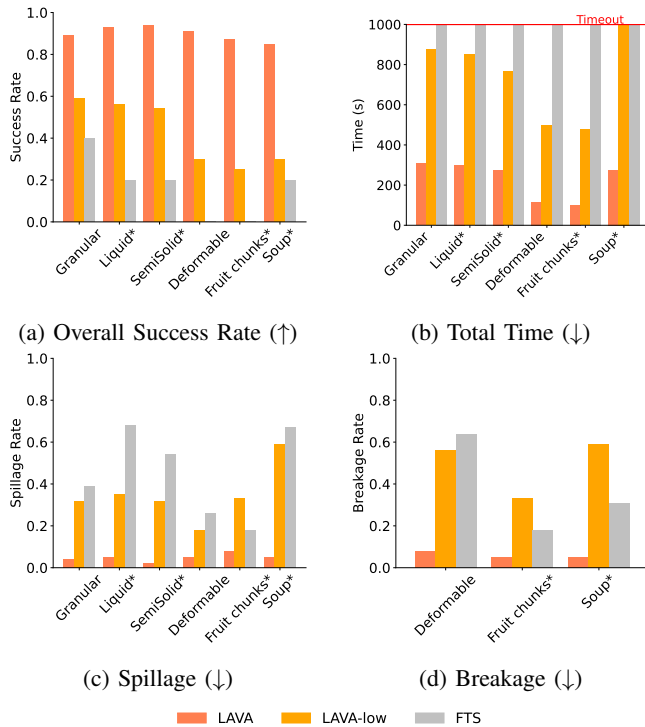 1.0
0.8
0.6
0.4
0.2
0.0
Success Rate
Granular
Liquid*
SemiSolid*
Deformable
Fruit chunks*
Soup*
(a) Overall Success Rate (↑)
Timeout
1000
800
600
400
200
0
Time (s)
Granular
Liquid*
SemiSolid*
Deformable
Fruit chunks*
Soup*
(b) Total Time (↓)
1.0
0.8
0.6
0.4
0.2
0.0
Spillage Rate
Granular
Liquid*
SemiSolid*
Deformable
Fruit chunks*
Soup*
(c) Spillage (↓)
1.0
0.8
0.6
0.4
0.2
0.0
Breakage Rate
Deformable
Fruit chunks*
Soup*
(d) Breakage (↓)
LAVA LAVA-low FTS